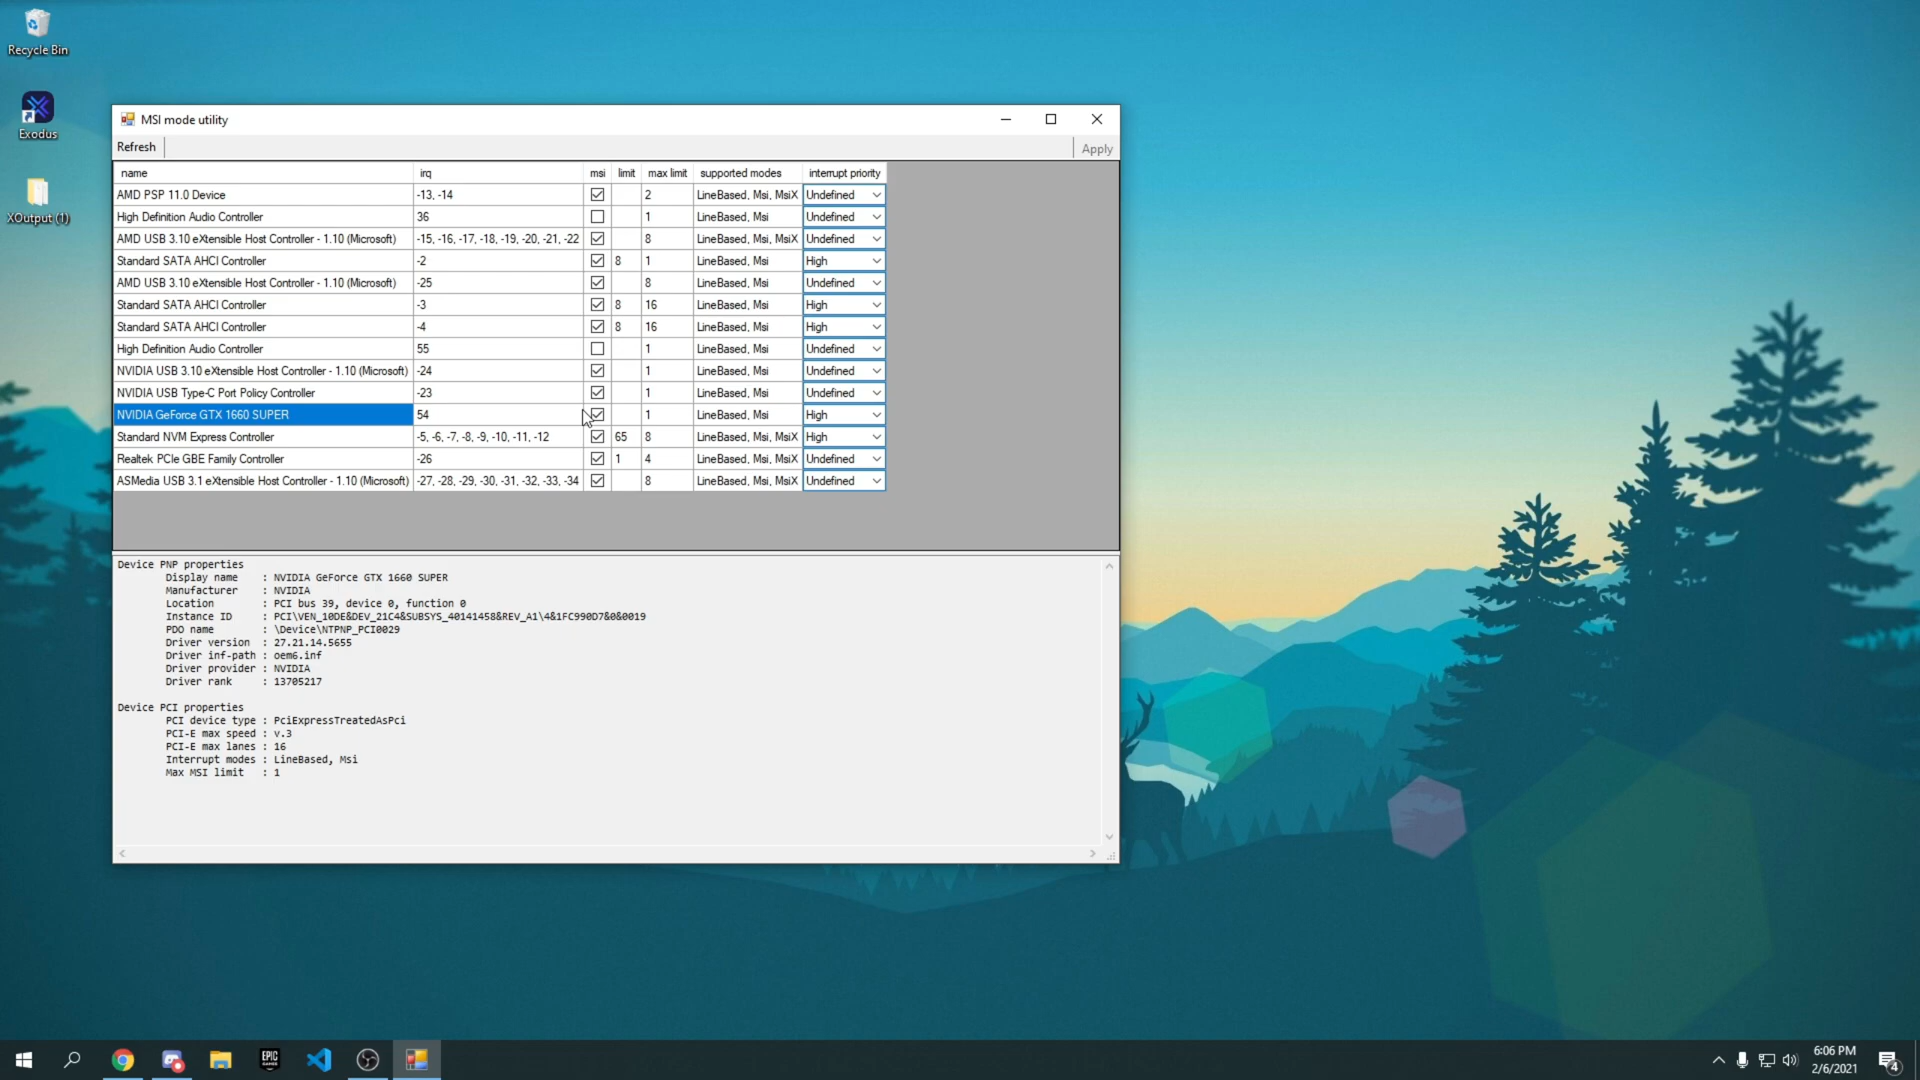 Recycle Bin
Exodus
XOutput (1)
MSI mode utility
Refresh
Apply
name irq msi limit max limit supported modes interrupt priority
AMD PSP 11.0 Device -13, -14 2 LineBased, Msi, MsiX Undefined
High Definition Audio Controller 36 1 LineBased, Msi Undefined
AMD USB 3.10 eXtensible Host Controller - 1.10 (Microsoft) -15, -16, -17, -18, -19, -20, -21, -22 8 LineBased, Msi, MsiX Undefined
Standard SATA AHCI Controller -2 8 1 LineBased, Msi High
AMD USB 3.10 eXtensible Host Controller - 1.10 (Microsoft) -25 8 LineBased, Msi Undefined
Standard SATA AHCI Controller -3 8 16 LineBased, Msi High
Standard SATA AHCI Controller -4 8 16 LineBased, Msi High
High Definition Audio Controller 55 1 LineBased, Msi Undefined
NVIDIA USB 3.10 eXtensible Host Controller - 1.10 (Microsoft) -24 1 LineBased, Msi Undefined
NVIDIA USB Type-C Port Policy Controller -23 1 LineBased, Msi Undefined
NVIDIA GeForce GTX 1660 SUPER 54 1 LineBased, Msi High
Standard NVM Express Controller -5, -6, -7, -8, -9, -10, -11, -12 65 8 LineBased, Msi, MsiX High
Realtek PCIe GBE Family Controller -26 1 4 LineBased, Msi, MsiX Undefined
ASMedia USB 3.1 eXtensible Host Controller - 1.10 (Microsoft) -27, -28, -29, -30, -31, -32, -33, -34 8 LineBased, Msi, MsiX Undefined
Device PNP properties
Display name : NVIDIA GeForce GTX 1660 SUPER
Manufacturer : NVIDIA
Location : PCI bus 39, device 0, function 0
Instance ID : PCI\VEN_10DE&DEV_21C4&SUBSYS_40141458&REV_A1\4&1FC990D7&0&0019
PDO name : \Device\NTPNP_PCI0029
Driver version : 27.21.14.5655
Driver inf-path : oem6.inf
Driver provider : NVIDIA
Driver rank : 13705217
Device PCI properties
PCI device type : PciExpressTreatedAsPci
PCI-E max speed : v.3
PCI-E max lanes : 16
Interrupt modes : LineBased, Msi
Max MSI limit : 1
EPIC
GAMES
6:06 PM
2/6/2021
4